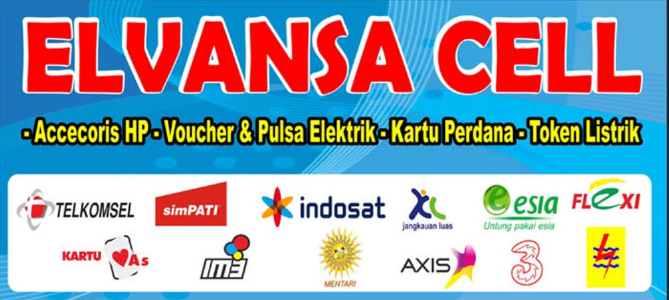 ELVANSA CELL
- Accecoris HP - Voucher & Pulsa Elektrik - Kartu Perdana - Token Listrik
TELKOMSEL simPATI indosat XL jangkauan luas esia Untung pakai esia FLEXI
KARTU As IM3 MENTARI AXIS 3